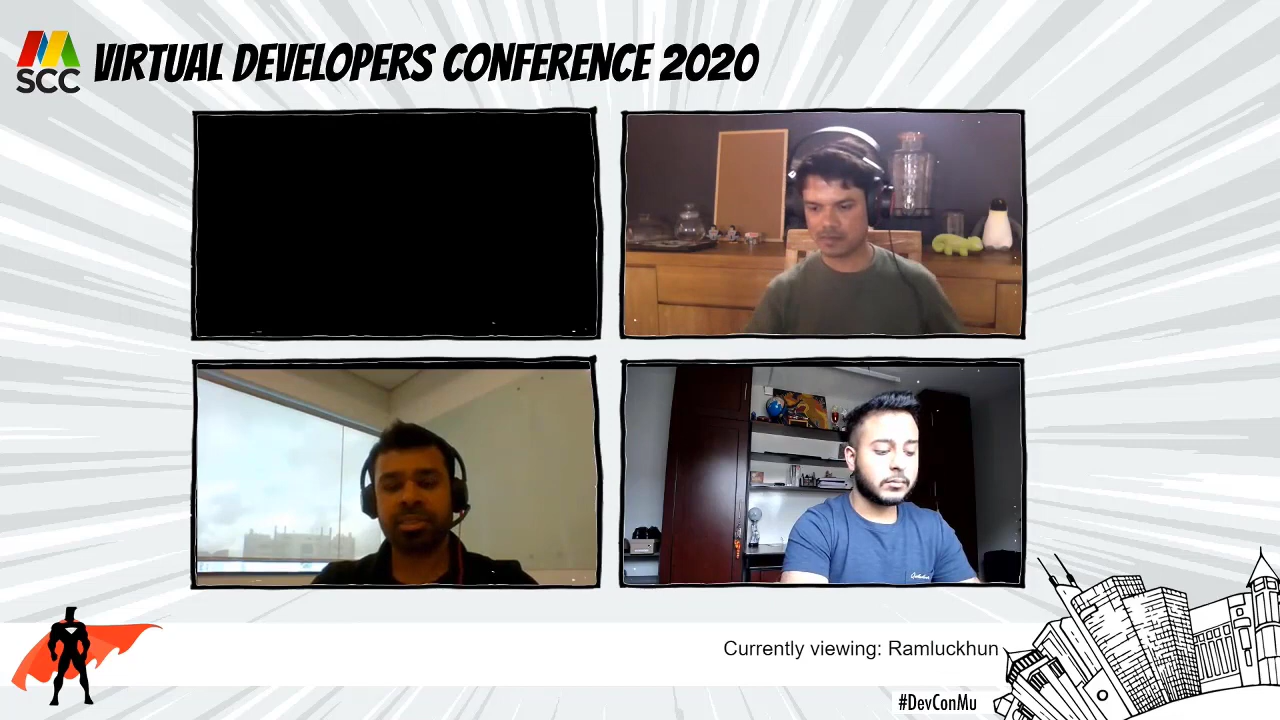 SCC
VIRTUAL DEVELOPERS CONFERENCE 2020
Currently viewing: Ramluckhun
#DevConMu